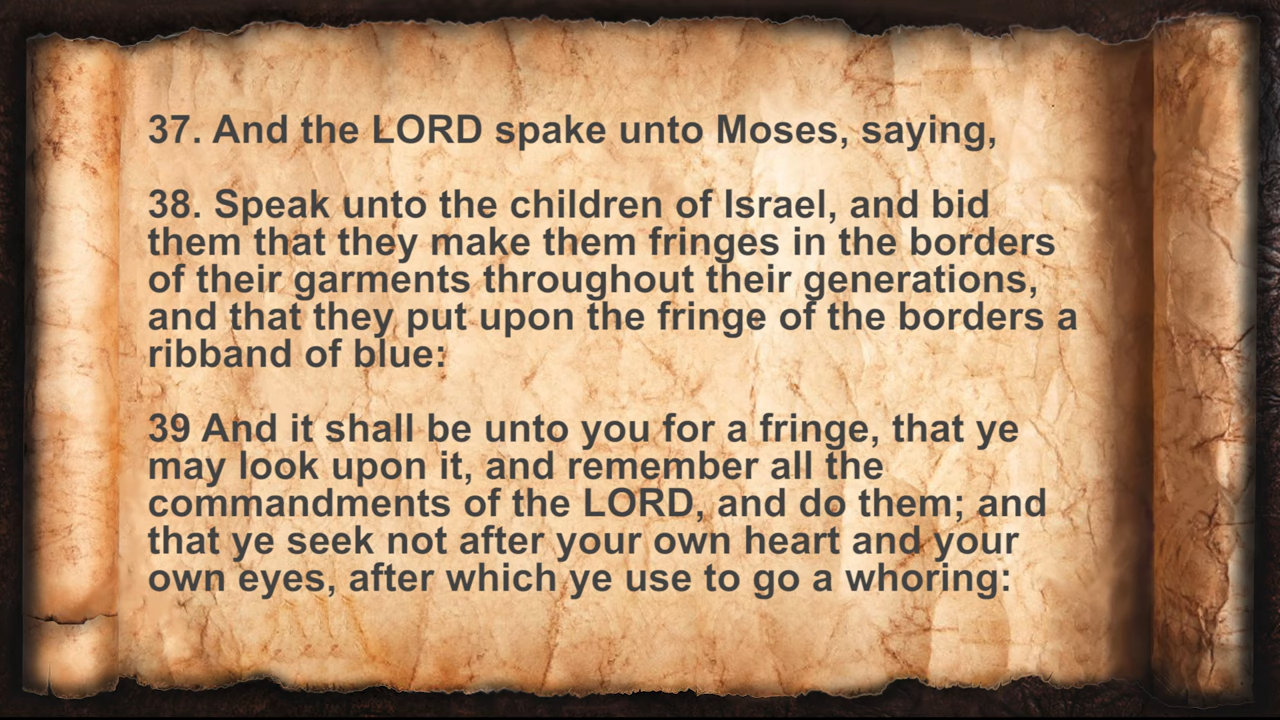 37. And the LORD spake unto Moses, saying,
38. Speak unto the children of Israel, and bid
them that they make them fringes in the borders
of their garments throughout their generations,
and that they put upon the fringe of the borders a
ribband of blue:
39 And it shall be unto you for a fringe, that ye
may look upon it, and remember all the
commandments of the LORD, and do them; and
that ye seek not after your own heart and your
own eyes, after which ye use to go a whoring: